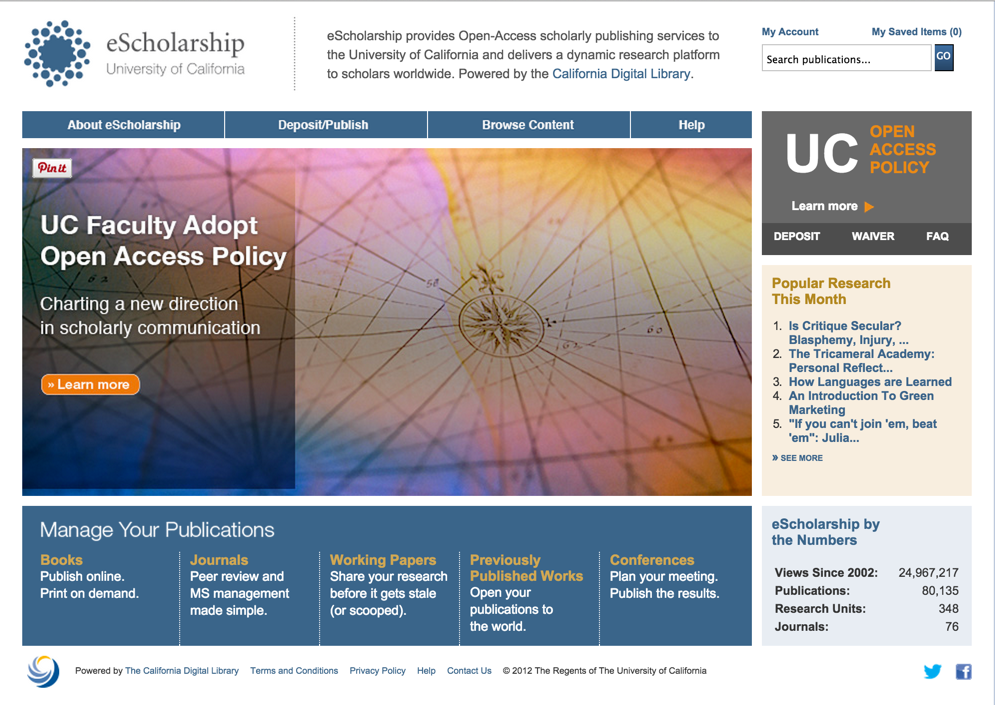 eScholarship
University of California
eScholarship provides Open-Access scholarly publishing services to
the University of California and delivers a dynamic research platform
to scholars worldwide. Powered by the California Digital Library.
My Account
My Saved Items (0)
Search publications...
GO
About eScholarship
Deposit/Publish
Browse Content
Help
Pin it
UC Faculty Adopt
Open Access Policy
Charting a new direction
in scholarly communication
» Learn more
UC
OPEN
ACCESS
POLICY
Learn more
DEPOSIT
WAIVER
FAQ
Popular Research
This Month
1. Is Critique Secular?
Blasphemy, Injury, ...
2. The Tricameral Academy:
Personal Reflect...
3. How Languages are Learned
4. An Introduction To Green
Marketing
5. "If you can't join 'em, beat
'em": Julia...
» SEE MORE
Manage Your Publications
Books
Publish online.
Print on demand.
Journals
Peer review and
MS management
made simple.
Working Papers
Share your research
before it gets stale
(or scooped).
Previously
Published Works
Open your
publications to
the world.
Conferences
Plan your meeting.
Publish the results.
eScholarship by
the Numbers
Views Since 2002: 24,967,217
Publications: 80,135
Research Units: 348
Journals: 76
Powered by The California Digital Library Terms and Conditions Privacy Policy Help Contact Us © 2012 The Regents of The University of California